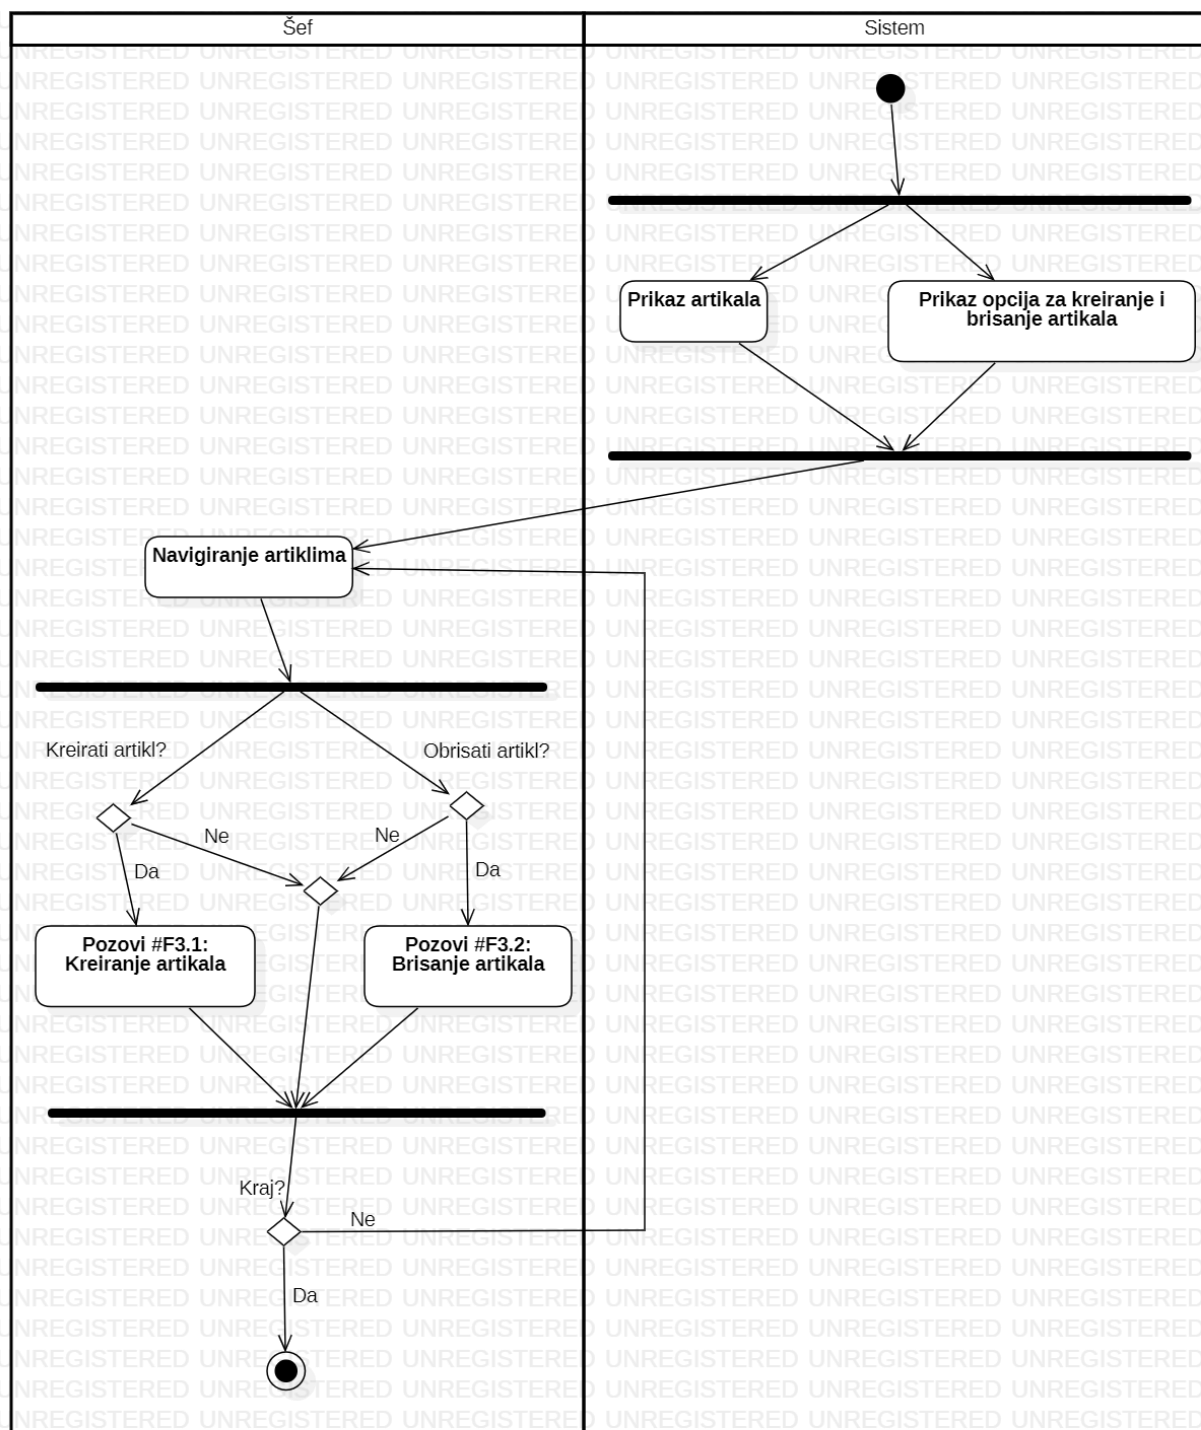 Šef
Sistem
Prikaz artikala
Prikaz opcija za kreiranje i
brisanje artikala
Navigiranje artiklima
Kreirati artikl?
Obrisati artikl?
Ne
Ne
Da
Da
Pozovi #F3.1:
Kreiranje artikala
Pozovi #F3.2:
Brisanje artikala
Kraj?
Ne
Da
UNREGISTERED